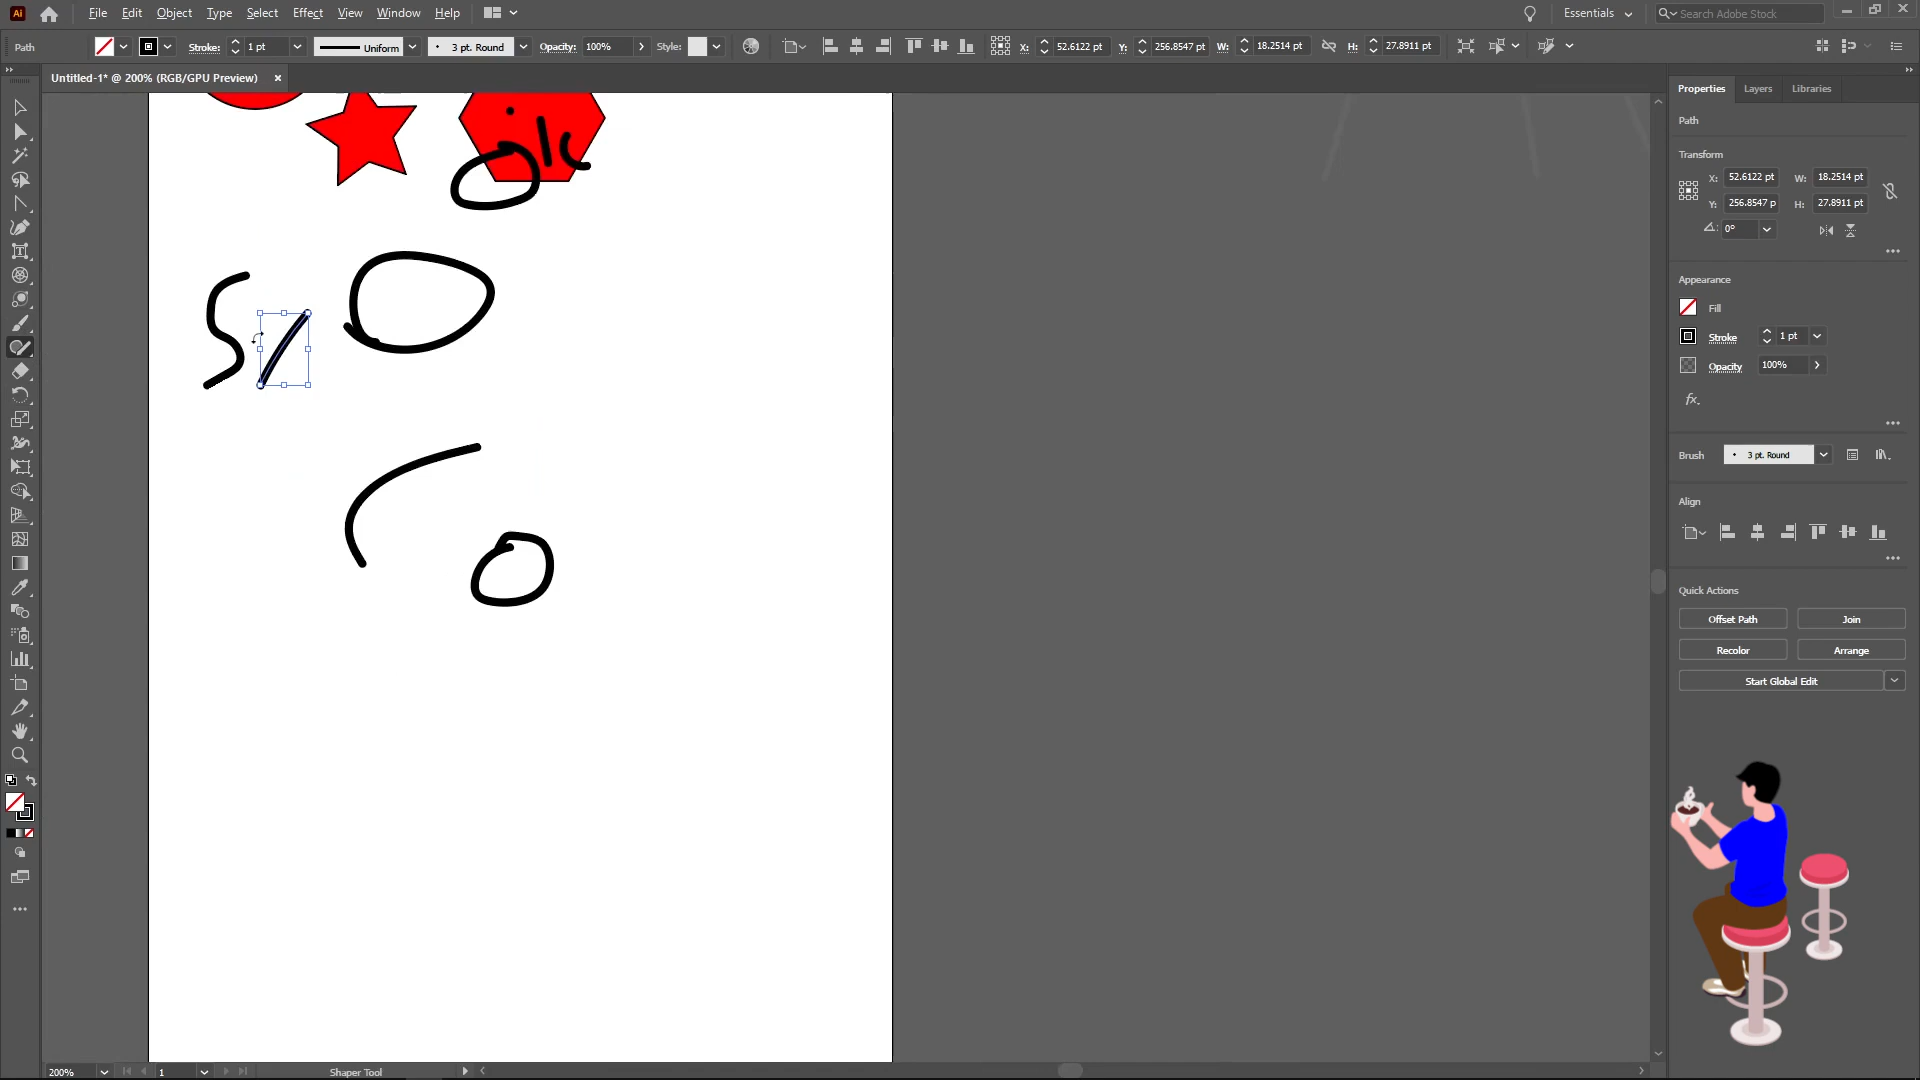 Ai File Edit Object Type Select Effect View Window Help Essentials Search Adobe Stock
Path Stroke: 1 pt Uniform 3 pt. Round Opacity: 100% Style: X: 52.6122 pt Y: 256.8547 pt W: 18.2514 pt H: 27.8911 pt
Untitled-1* @ 200% (RGB/GPU Preview)
Properties Layers Libraries
Path
Transform
X: 52.6122 pt W: 18.2514 pt
Y: 256.8547 p H: 27.8911 pt
0°
Appearance
Fill
Stroke 1 pt
Opacity 100%
fx.
Brush 3 pt. Round
Align
Quick Actions
Offset Path Join
Recolor Arrange
Start Global Edit
200% 1 Shaper Tool